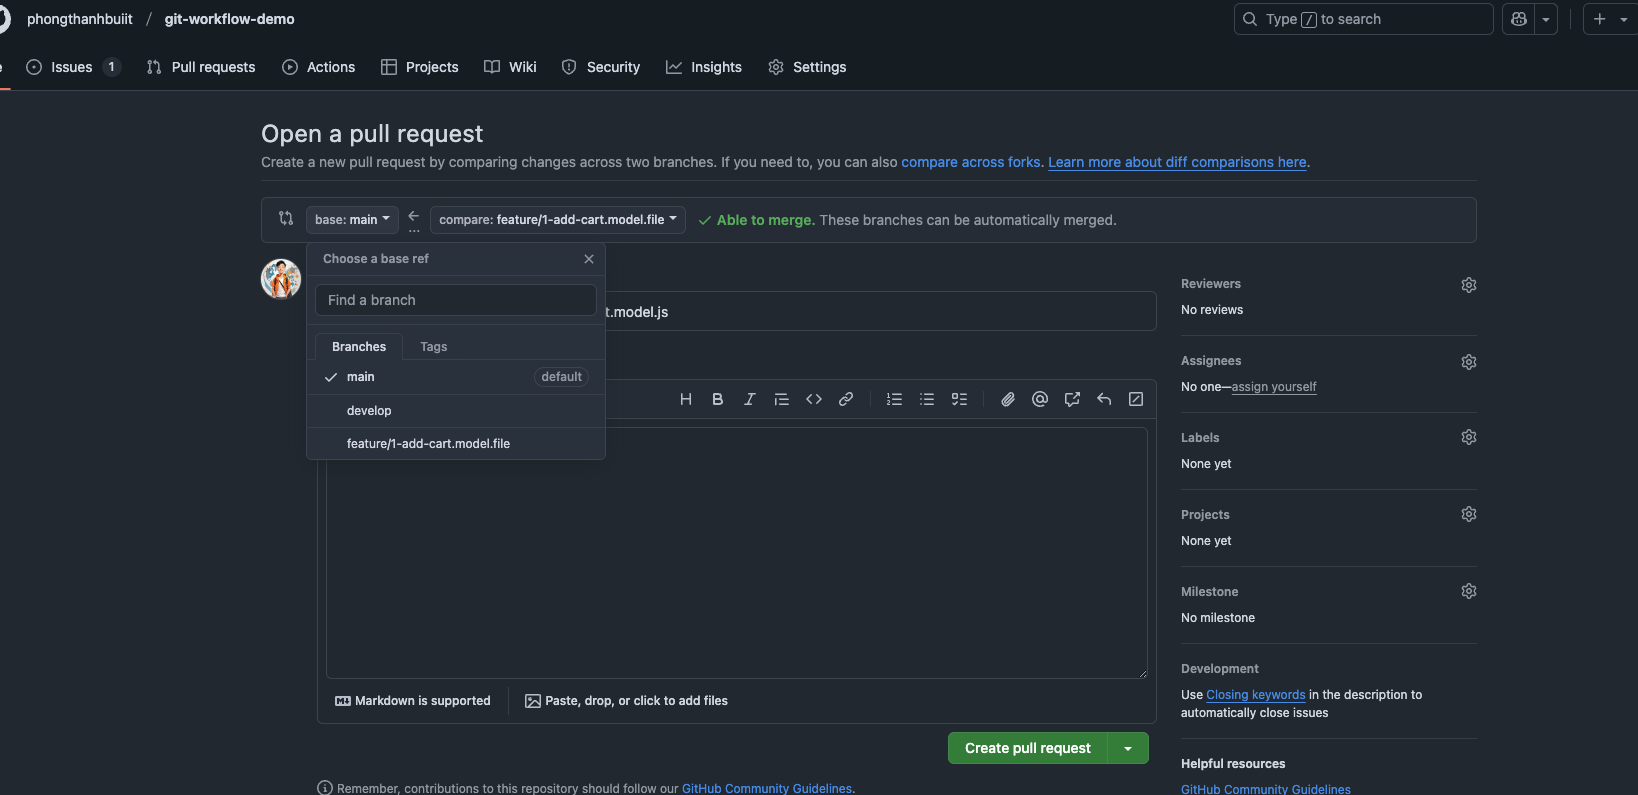 phongthanhbuiit / git-workflow-demo
Type / to search
Issues 1
Pull requests
Actions
Projects
Wiki
Security
Insights
Settings
Open a pull request
Create a new pull request by comparing changes across two branches. If you need to, you can also compare across forks. Learn more about diff comparisons here.
base: main
compare: feature/1-add-cart.model.file
Able to merge. These branches can be automatically merged.
Choose a base ref
Find a branch
Branches
Tags
main default
develop
feature/1-add-cart.model.file
t.model.js
Markdown is supported
Paste, drop, or click to add files
Create pull request
Remember, contributions to this repository should follow our GitHub Community Guidelines.
Reviewers
No reviews
Assignees
No one—assign yourself
Labels
None yet
Projects
None yet
Milestone
No milestone
Development
Use Closing keywords in the description to
automatically close issues
Helpful resources
GitHub Community Guidelines